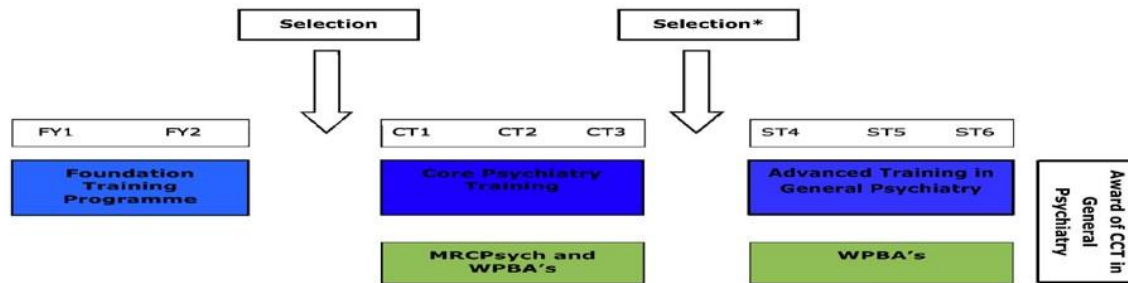 Selection
Selection*
FY1 FY2
CT1 CT2 CT3
ST4 ST5 ST6
Foundation
Training
Programme
Core Psychiatry
Training
Advanced Training in
General Psychiatry
MRCPsych and
WPBA's
WPBA's
Award of CCT in
General
Psychiatry